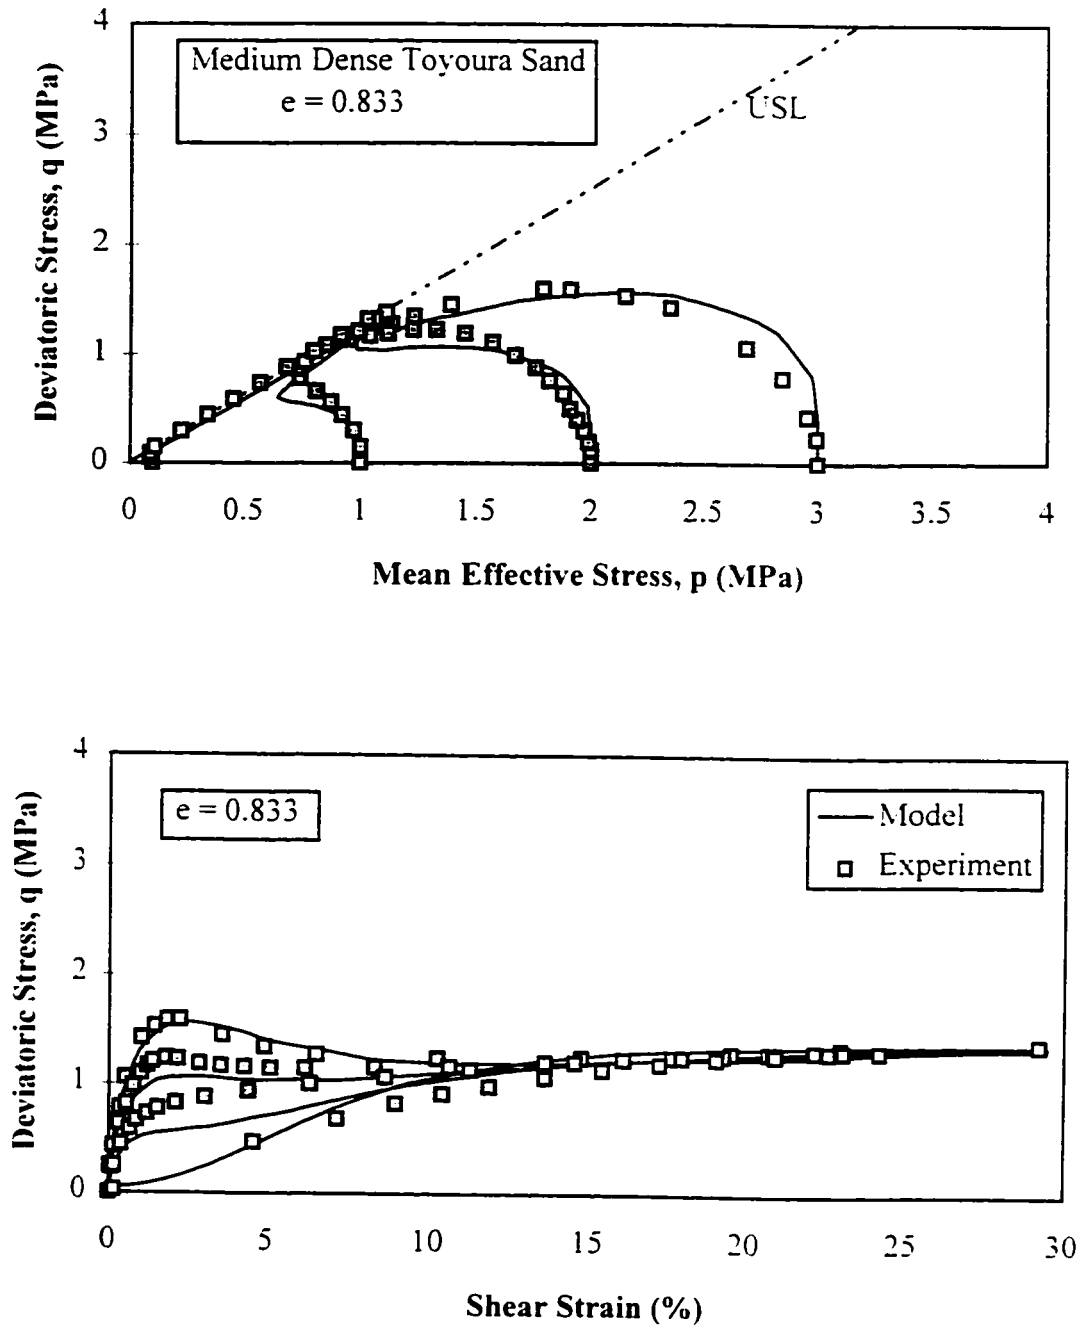 4
Medium Dense Toyoura Sand
e = 0.833
USL
3
2
1
0
Deviatoric Stress, q (MPa)
0 0.5 1 1.5 2 2.5 3 3.5 4
Mean Effective Stress, p (MPa)
4
e = 0.833
Model
Experiment
3
2
1
0
Deviatoric Stress, q (MPa)
0 5 10 15 20 25 30
Shear Strain (%)